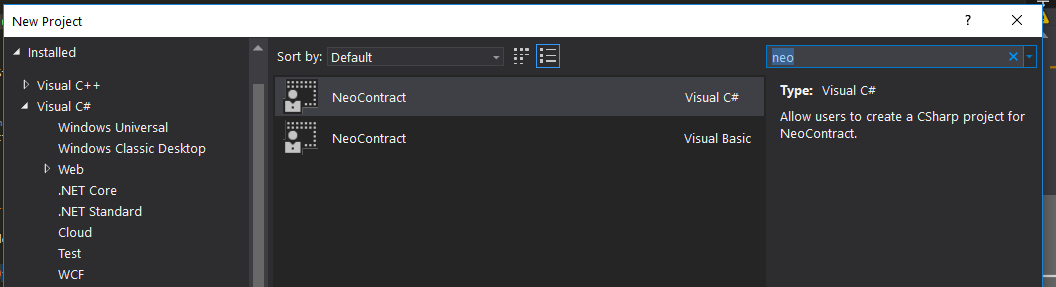 New Project
?
Installed
Visual C++
Visual C#
Windows Universal
Windows Classic Desktop
Web
.NET Core
.NET Standard
Cloud
Test
WCF
Sort by: Default
NeoContract Visual C#
NeoContract Visual Basic
neo
Type: Visual C#
Allow users to create a CSharp project for
NeoContract.